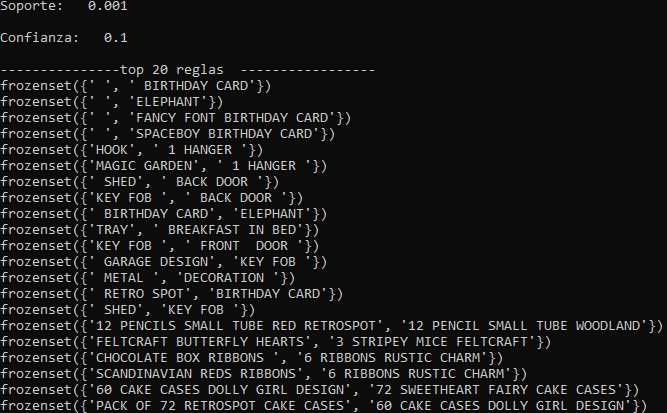 Soporte:   0.001
Confianza:   0.1
---------------top 20 reglas  -----------------
frozenset({' ', ' BIRTHDAY CARD'})
frozenset({' ', 'ELEPHANT'})
frozenset({' ', 'FANCY FONT BIRTHDAY CARD'})
frozenset({' ', 'SPACEBOY BIRTHDAY CARD'})
frozenset({'HOOK', ' 1 HANGER '})
frozenset({'MAGIC GARDEN', ' 1 HANGER '})
frozenset({' SHED', ' BACK DOOR '})
frozenset({'KEY FOB ', ' BACK DOOR '})
frozenset({' BIRTHDAY CARD', 'ELEPHANT'})
frozenset({'TRAY', ' BREAKFAST IN BED'})
frozenset({'KEY FOB ', ' FRONT  DOOR '})
frozenset({' GARAGE DESIGN', 'KEY FOB '})
frozenset({' METAL ', 'DECORATION '})
frozenset({' RETRO SPOT', 'BIRTHDAY CARD'})
frozenset({' SHED', 'KEY FOB '})
frozenset({'12 PENCILS SMALL TUBE RED RETROSPOT', '12 PENCIL SMALL TUBE WOODLAND'})
frozenset({'FELTCRAFT BUTTERFLY HEARTS', '3 STRIPEY MICE FELTCRAFT'})
frozenset({'CHOCOLATE BOX RIBBONS ', '6 RIBBONS RUSTIC CHARM'})
frozenset({'SCANDINAVIAN REDS RIBBONS', '6 RIBBONS RUSTIC CHARM'})
frozenset({'60 CAKE CASES DOLLY GIRL DESIGN', '72 SWEETHEART FAIRY CAKE CASES'})
frozenset({'PACK OF 72 RETROSPOT CAKE CASES', '60 CAKE CASES DOLLY GIRL DESIGN'})